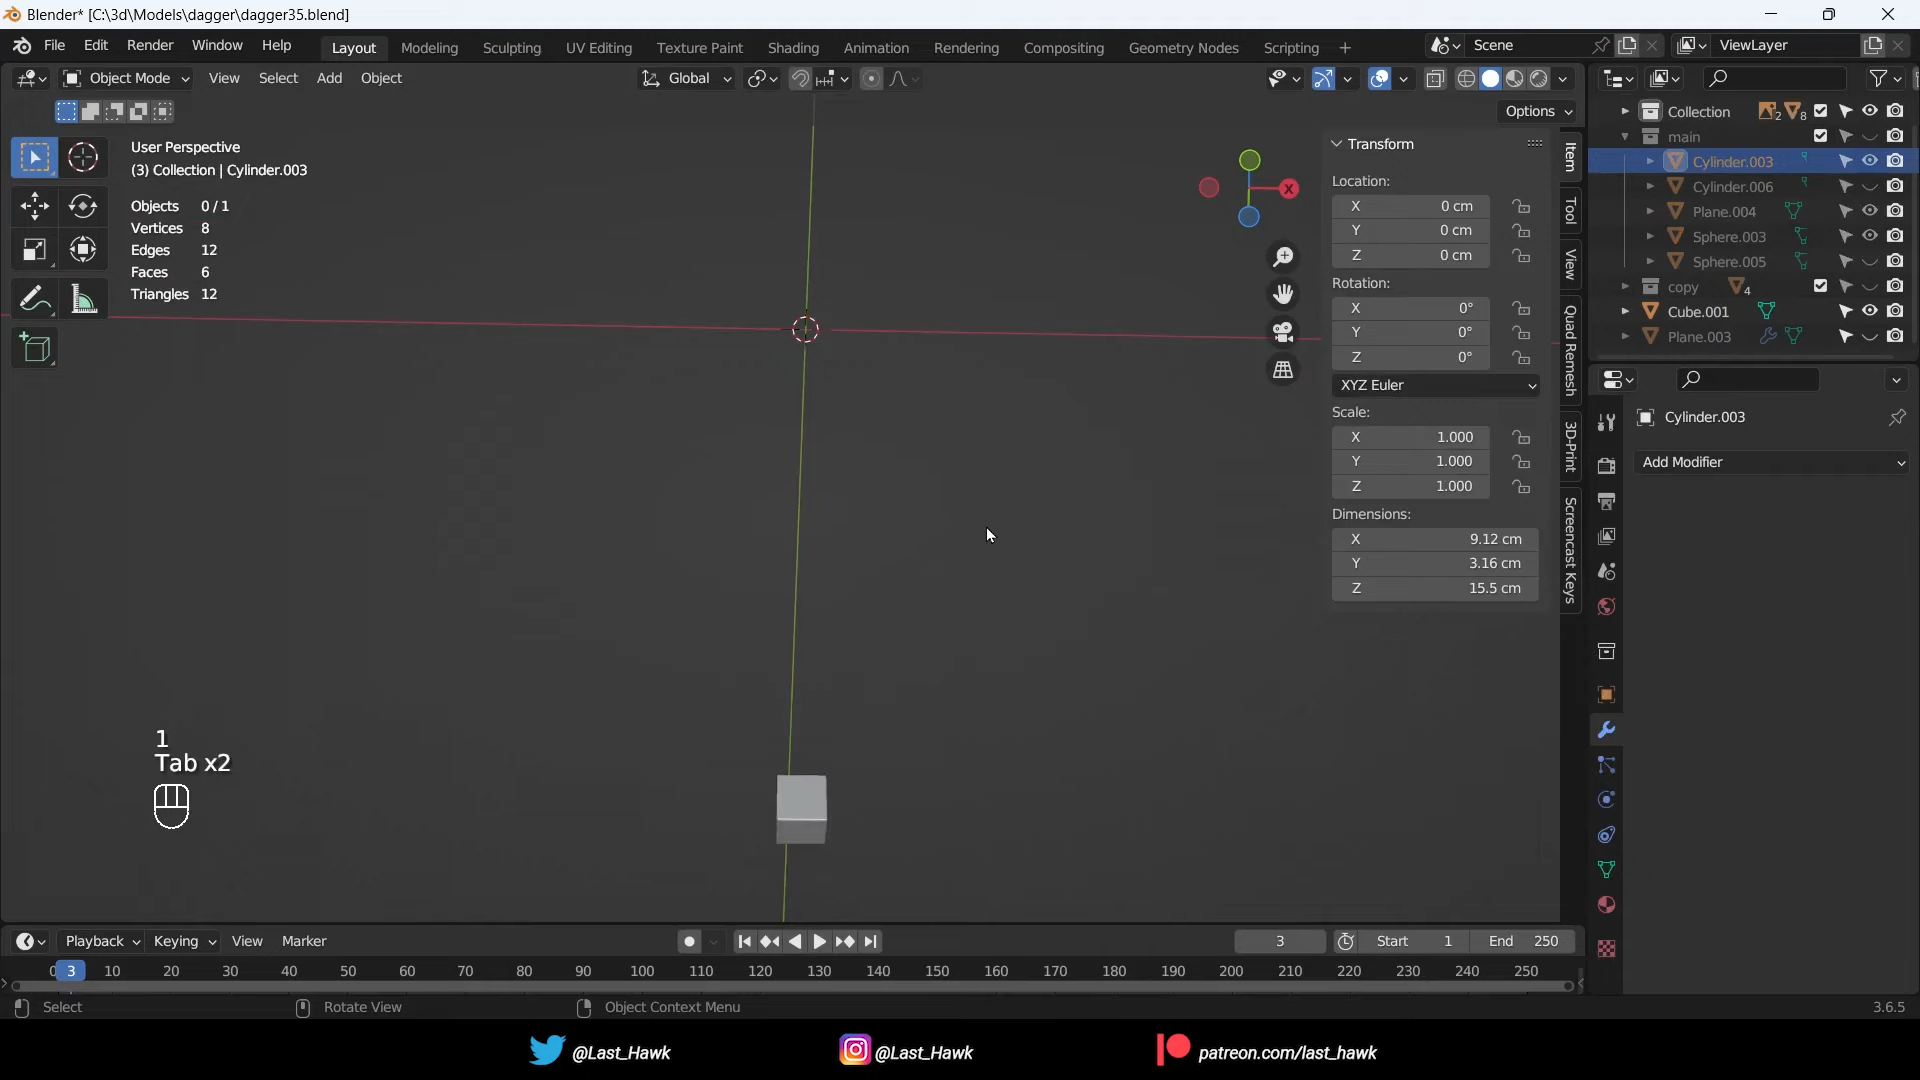 Blender* [C:\3d\Models\dagger\dagger35.blend]
File Edit Render Window Help Layout Modeling Sculpting UV Editing Texture Paint Shading Animation Rendering Compositing Geometry Nodes Scripting + Scene ViewLayer
Object Mode View Select Add Object Global
Options
User Perspective
(3) Collection | Cylinder.003
Objects 0/1
Vertices 8
Edges 12
Faces 6
Triangles 12
X
Transform
Location:
X 0 cm
Y 0 cm
Z 0 cm
Rotation:
X 0°
Y 0°
Z 0°
XYZ Euler
Scale:
X 1.000
Y 1.000
Z 1.000
Dimensions:
X 9.12 cm
Y 3.16 cm
Z 15.5 cm
Item
Tool
View
Quad Remesh
3D-Print
Screencast Keys
Collection 2 8
main
Cylinder.003
Cylinder.006
Plane.004
Sphere.003
Sphere.005
copy 4
Cube.001
Plane.003
Cylinder.003
Add Modifier
1
Tab x2
Playback Keying View Marker 3 Start 1 End 250
0 3 10 20 30 40 50 60 70 80 90 100 110 120 130 140 150 160 170 180 190 200 210 220 230 240 250
Select Rotate View Object Context Menu 3.6.5
@Last_Hawk @Last_Hawk patreon.com/last_hawk